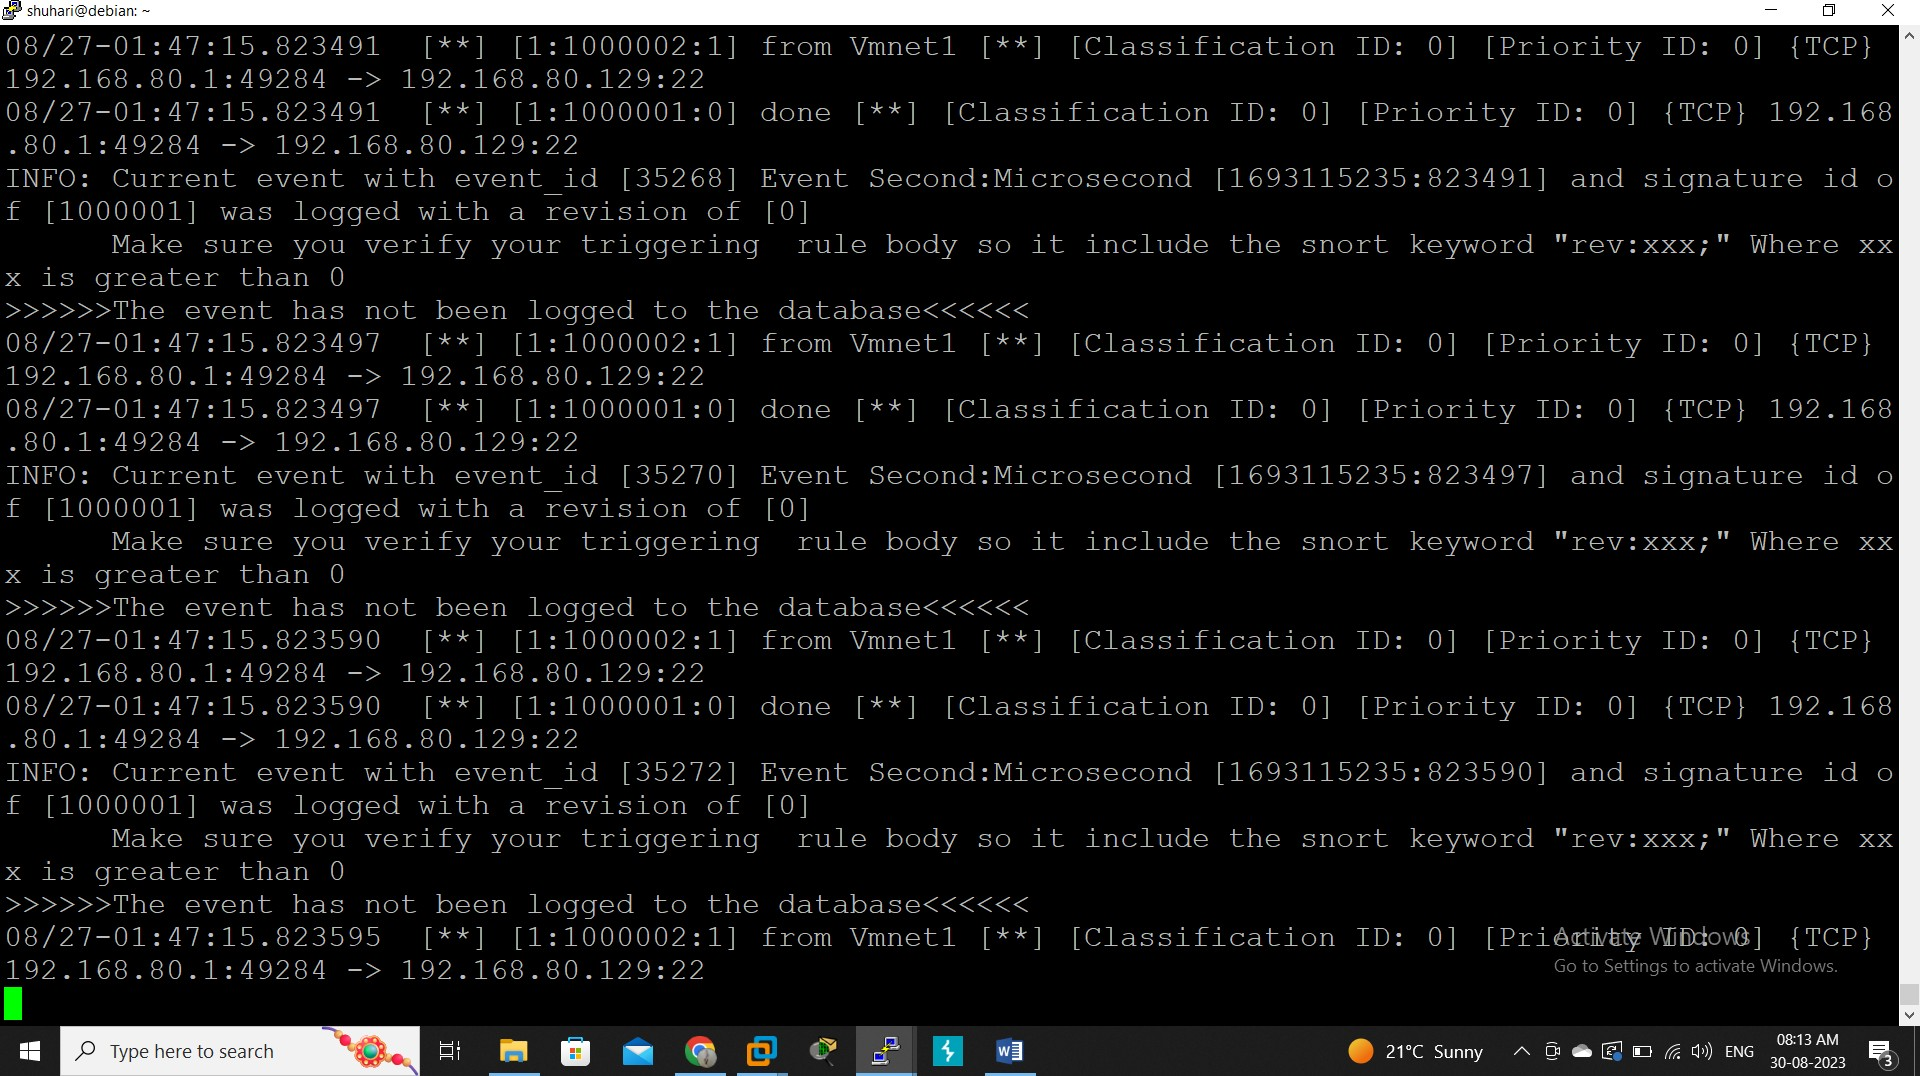 shuhari@debian: ~
08/27-01:47:15.823491  [**] [1:1000002:1] from Vmnet1 [**] [Classification ID: 0] [Priority ID: 0] {TCP}
192.168.80.1:49284 -> 192.168.80.129:22
08/27-01:47:15.823491  [**] [1:1000001:0] done [**] [Classification ID: 0] [Priority ID: 0] {TCP} 192.168
.80.1:49284 -> 192.168.80.129:22
INFO: Current event with event_id [35268] Event Second:Microsecond [1693115235:823491] and signature id o
f [1000001] was logged with a revision of [0]
      Make sure you verify your triggering  rule body so it include the snort keyword "rev:xxx;" Where xx
x is greater than 0
>>>>>>The event has not been logged to the database<<<<<<
08/27-01:47:15.823497  [**] [1:1000002:1] from Vmnet1 [**] [Classification ID: 0] [Priority ID: 0] {TCP}
192.168.80.1:49284 -> 192.168.80.129:22
08/27-01:47:15.823497  [**] [1:1000001:0] done [**] [Classification ID: 0] [Priority ID: 0] {TCP} 192.168
.80.1:49284 -> 192.168.80.129:22
INFO: Current event with event_id [35270] Event Second:Microsecond [1693115235:823497] and signature id o
f [1000001] was logged with a revision of [0]
      Make sure you verify your triggering  rule body so it include the snort keyword "rev:xxx;" Where xx
x is greater than 0
>>>>>>The event has not been logged to the database<<<<<<
08/27-01:47:15.823590  [**] [1:1000002:1] from Vmnet1 [**] [Classification ID: 0] [Priority ID: 0] {TCP}
192.168.80.1:49284 -> 192.168.80.129:22
08/27-01:47:15.823590  [**] [1:1000001:0] done [**] [Classification ID: 0] [Priority ID: 0] {TCP} 192.168
.80.1:49284 -> 192.168.80.129:22
INFO: Current event with event_id [35272] Event Second:Microsecond [1693115235:823590] and signature id o
f [1000001] was logged with a revision of [0]
      Make sure you verify your triggering  rule body so it include the snort keyword "rev:xxx;" Where xx
x is greater than 0
>>>>>>The event has not been logged to the database<<<<<<
08/27-01:47:15.823595  [**] [1:1000002:1] from Vmnet1 [**] [Classification ID: 0] [Priority ID: 0] {TCP}
192.168.80.1:49284 -> 192.168.80.129:22
Activate Windows
Go to Settings to activate Windows.
Type here to search
21°C Sunny
ENG
08:13 AM
30-08-2023
3